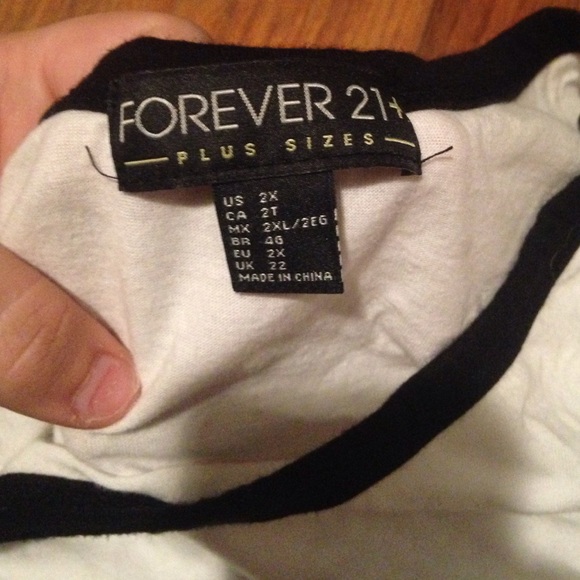 FOREVER 21+
PLUS SIZES
US 2X
CA 2T
MX 2XL/2EG
BR 4G
EU 2X
UK 22
MADE IN CHINA